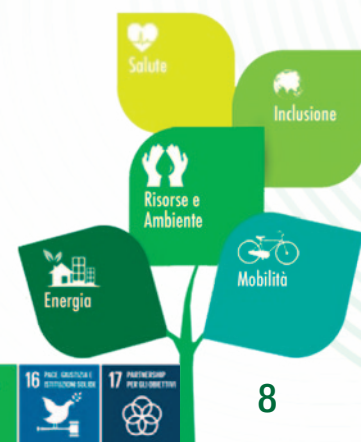 Salute
Inclusione
Risorse e
Ambiente
Energia
Mobilità
16 PACE, GIUSTIZIA E
ISTITUZIONI SOLIDE
17 PARTNERSHIP
PER GLI OBIETTIVI
8